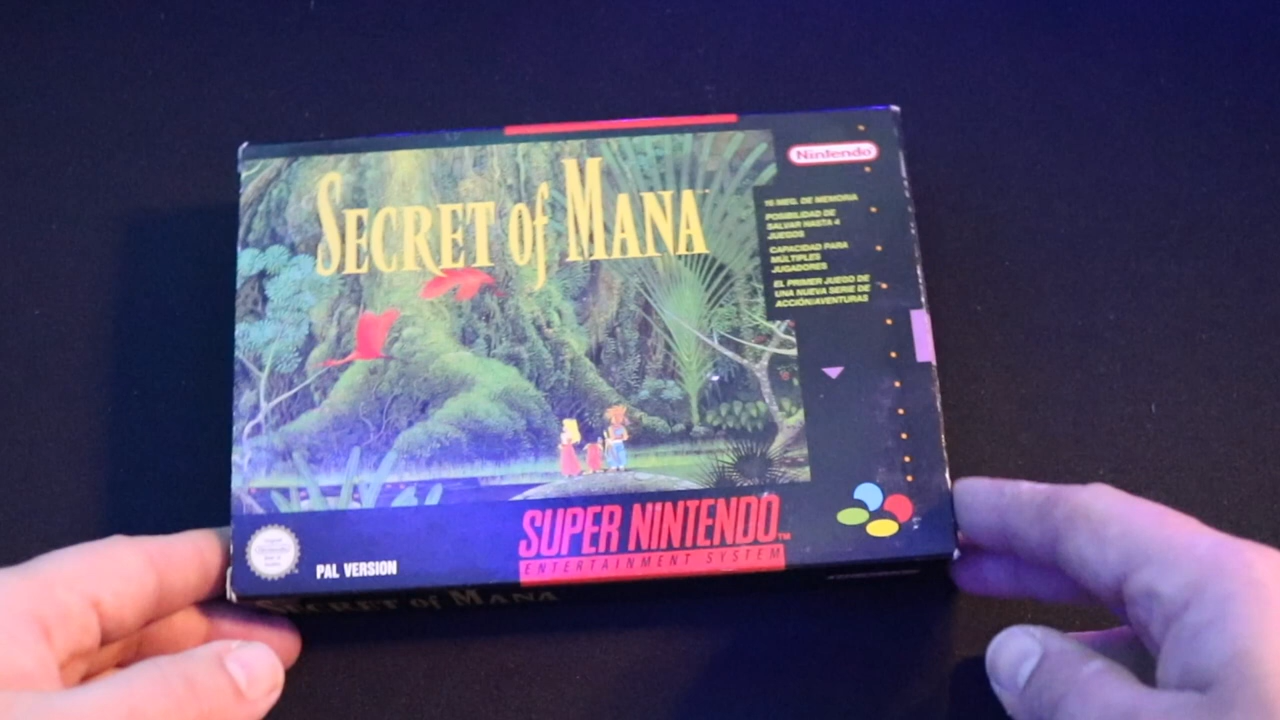 SECRET of MANA
Nintendo
16 MEG. DE MEMORIA
POSIBILIDAD DE
SALVAR HASTA 4
JUEGOS
CAPACIDAD PARA
MÚLTIPLES
JUGADORES
EL PRIMER JUEGO DE
UNA NUEVA SERIE DE
ACCIÓN/AVENTURAS
SUPER NINTENDO™
ENTERTAINMENT SYSTEM
Nintendo
PAL VERSION
SECRET of MANA